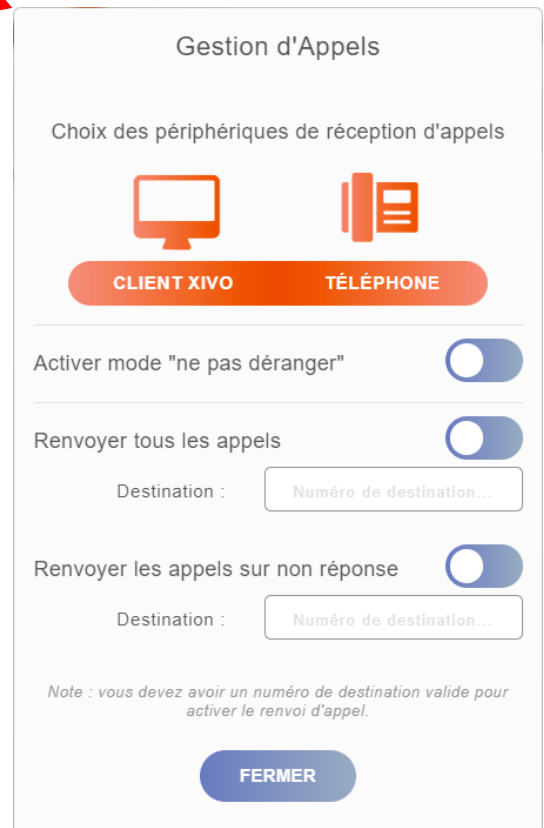 Gestion d'Appels
Choix des périphériques de réception d'appels
CLIENT XIVO TÉLÉPHONE
Activer mode "ne pas déranger"
Renvoyer tous les appels
Destination : Numéro de destination...
Renvoyer les appels sur non réponse
Destination : Numéro de destination...
Note : vous devez avoir un numéro de destination valide pour
activer le renvoi d'appel.
FERMER